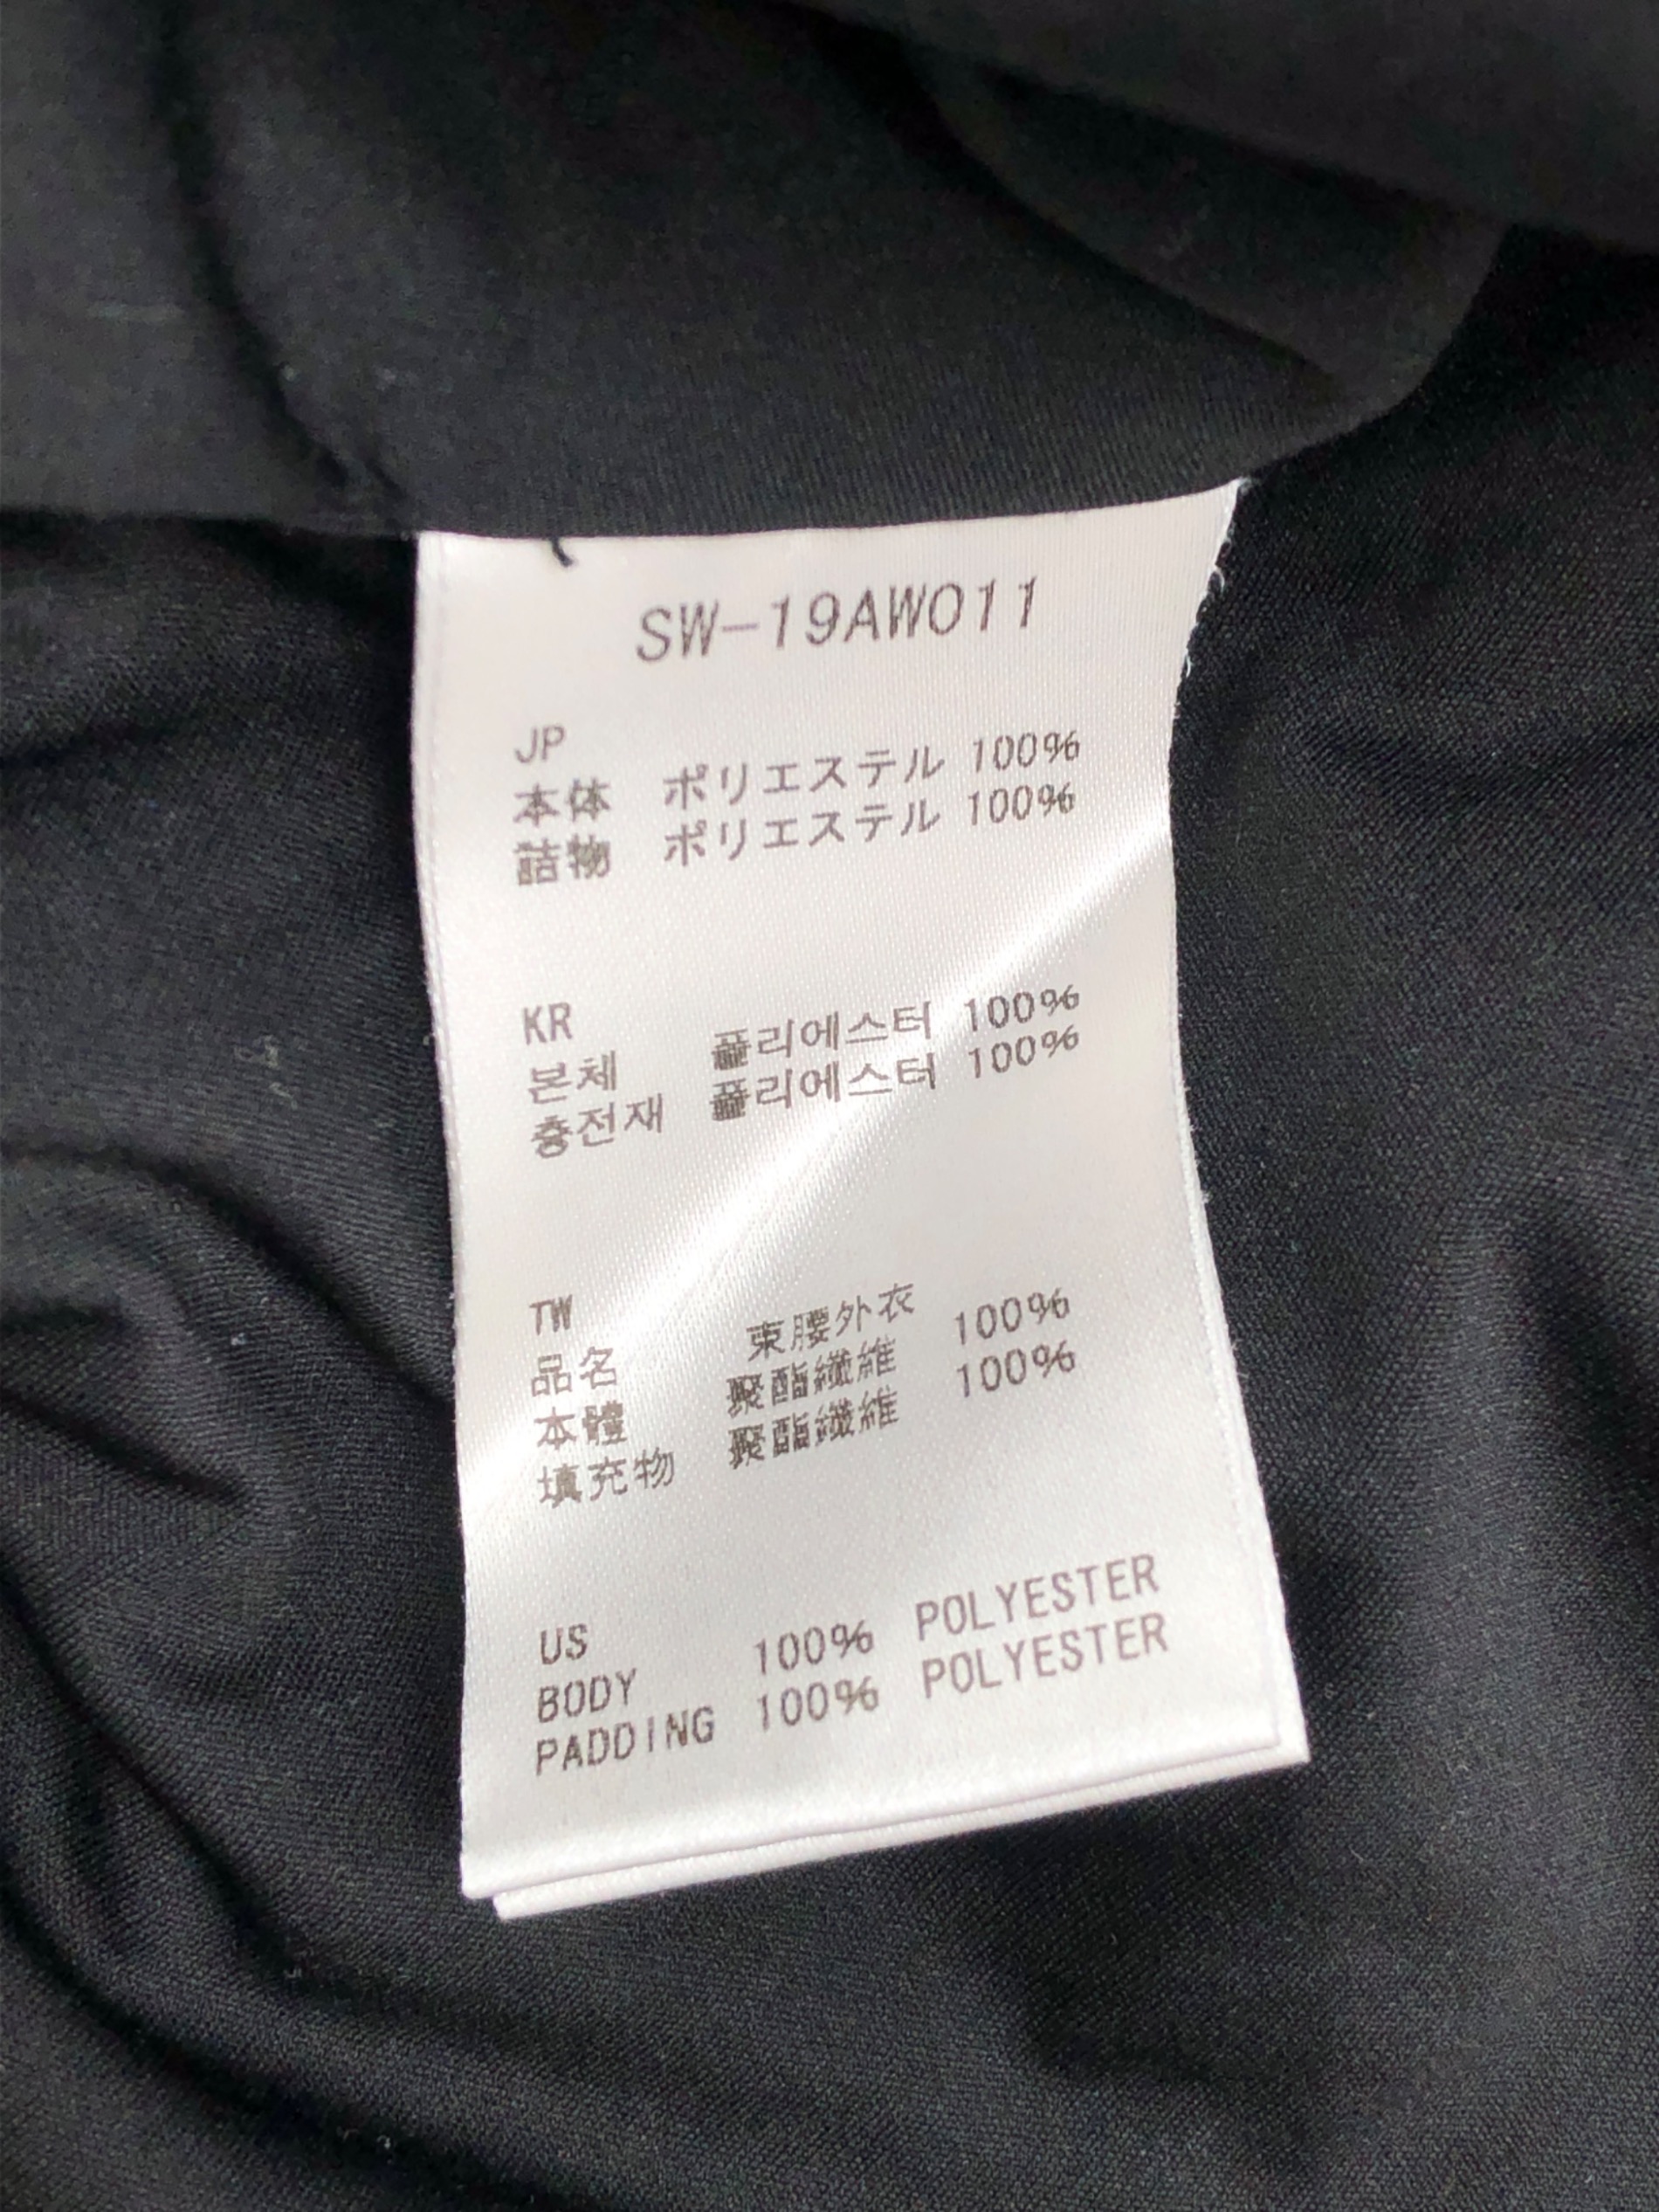 SW-19AW011
JP
本体 ポリエステル 100%
詰物 ポリエステル 100%
KR
본체 폴리에스터 100%
충전재 폴리에스터 100%
TW
品名 束腰外衣
本體 聚酯纖維 100%
填充物 聚酯纖維 100%
US
BODY 100% POLYESTER
PADDING 100% POLYESTER